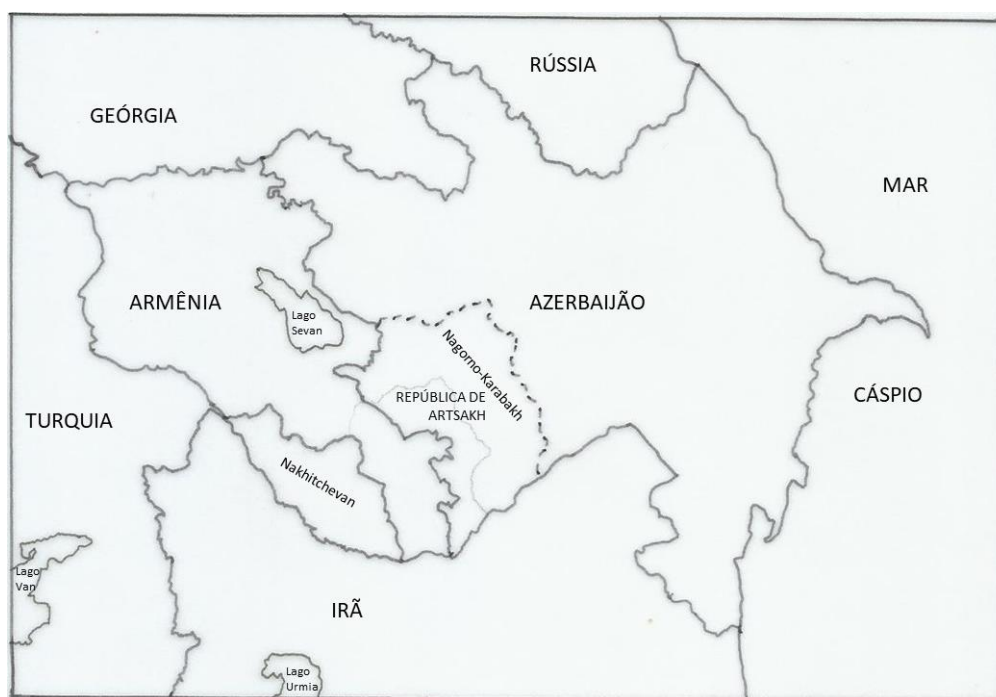 RÚSSIA
GEÓRGIA
MAR
ARMÊNIA
Lago
Sevan
AZERBAIJÃO
Nagorno-Karabakh
REPÚBLICA DE
ARTSAKH
CÁSPIO
TURQUIA
Nakhitchevan
Lago
Van
IRÃ
Lago
Urmia